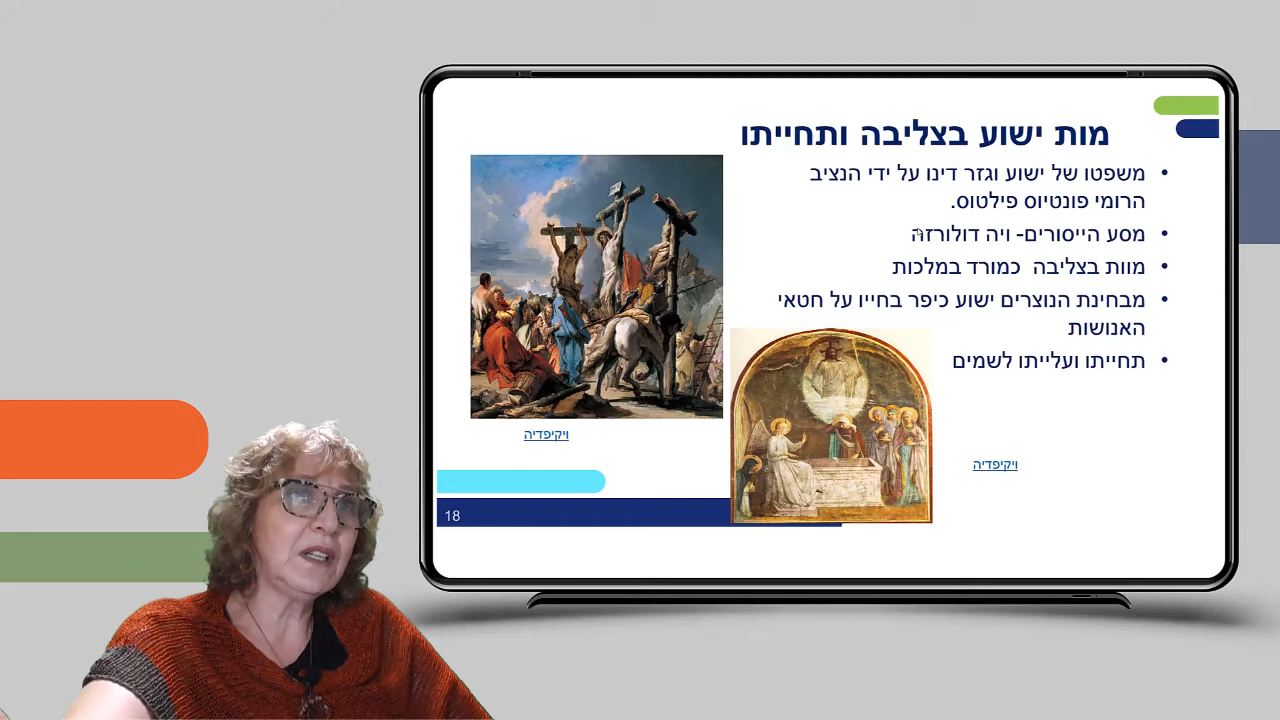 מות ישוע בצליבה ותחייתו
• משפטו של ישוע וגזר דינו על ידי הנציב
הרומי פונטיוס פילטוס.
• מסע הייסורים- ויה דולורזה
• מוות בצליבה  כמורד במלכות
• מבחינת הנוצרים ישוע כיפר בחייו על חטאי
האנושות
• תחייתו ועלייתו לשמים
ויקיפדיה
ויקיפדיה
18